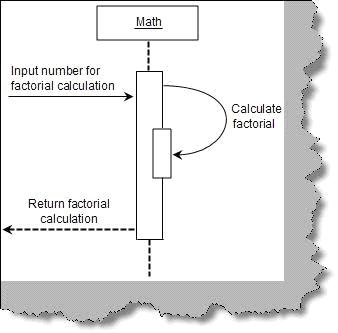 Math
Input number for
factorial calculation
Calculate
factorial
Return factorial
calculation